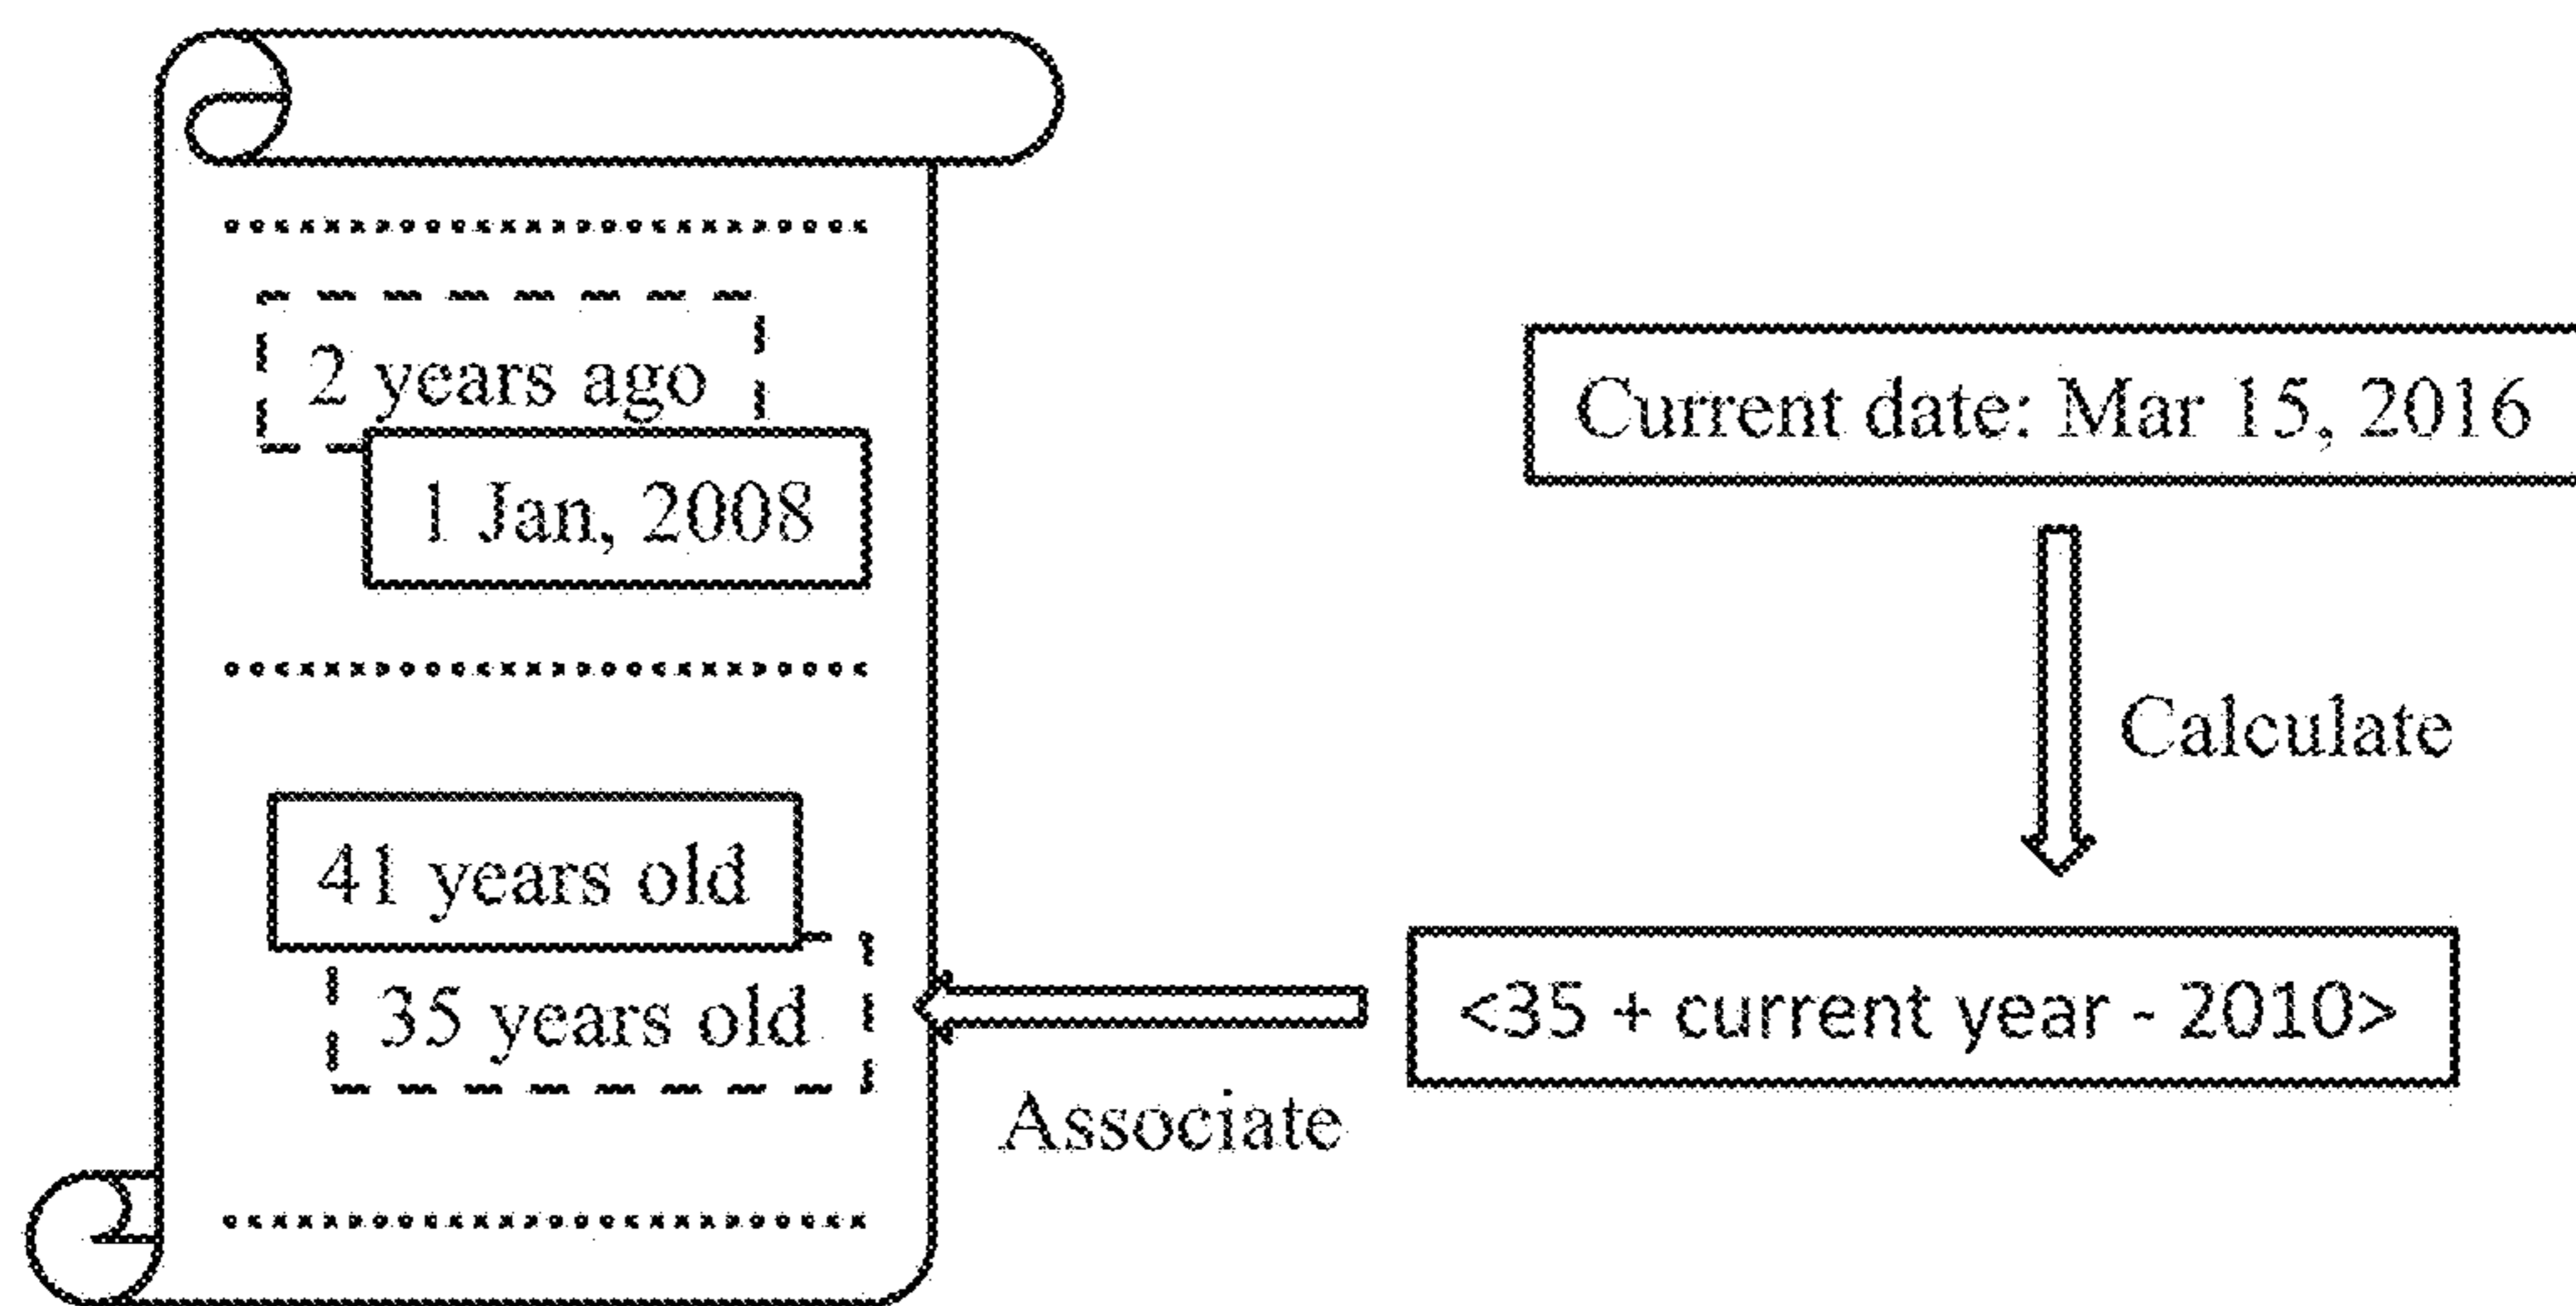 2 years ago
1 Jan, 2008
41 years old
35 years old
Current date: Mar 15, 2016
Calculate
<35 + current year - 2010>
Associate